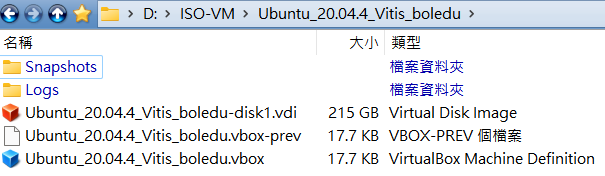 D: ISO-VM Ubuntu_20.04.4_Vitis_boledu
名稱 大小 類型
Snapshots 檔案資料夾
Logs 檔案資料夾
Ubuntu_20.04.4_Vitis_boledu-disk1.vdi 215 GB Virtual Disk Image
Ubuntu_20.04.4_Vitis_boledu.vbox-prev 17.7 KB VBOX-PREV 個檔案
Ubuntu_20.04.4_Vitis_boledu.vbox 17.7 KB VirtualBox Machine Definition